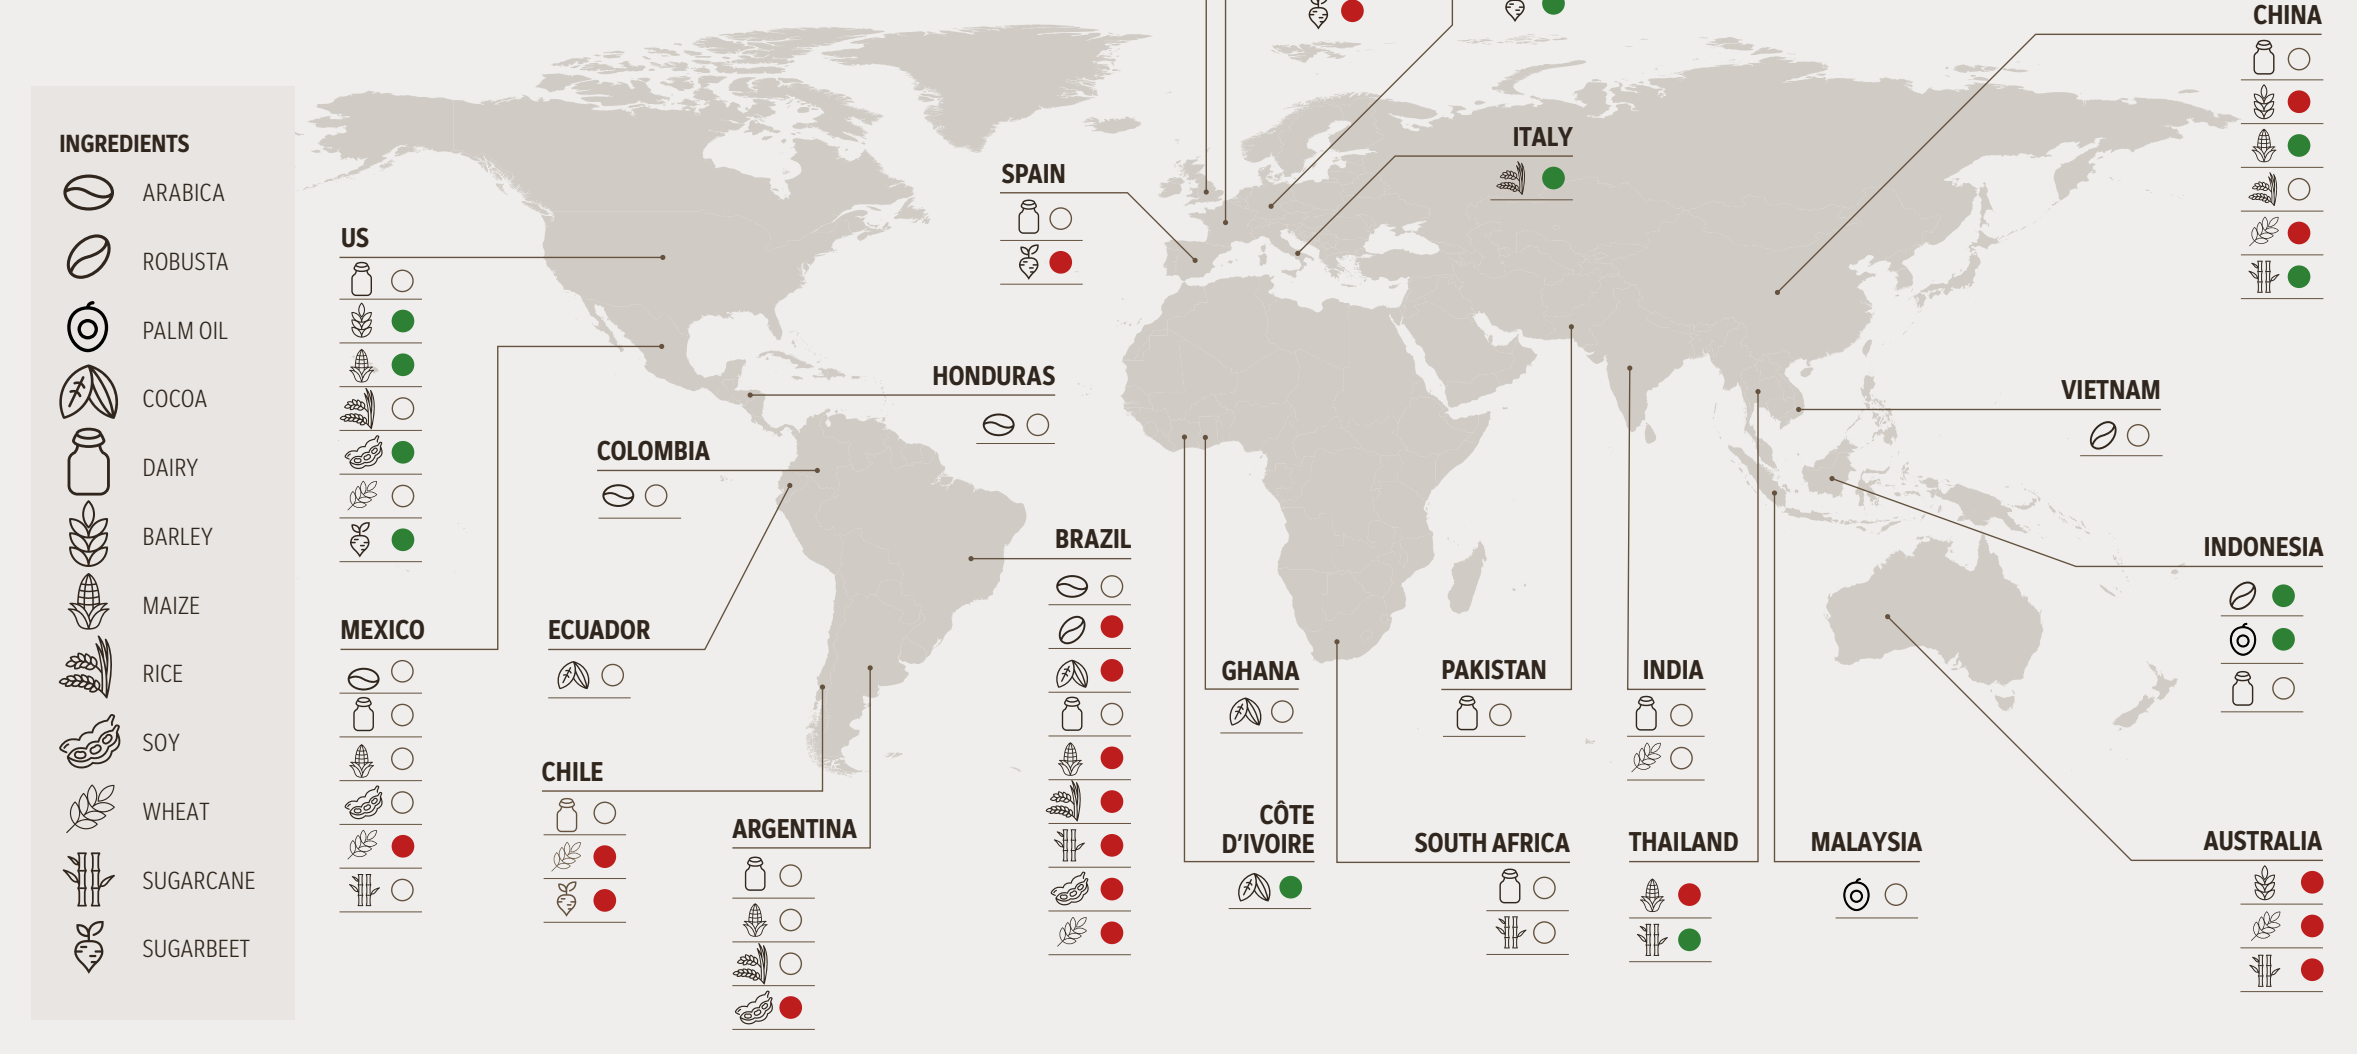 INGREDIENTS
ARABICA
ROBUSTA
PALM OIL
COCOA
DAIRY
BARLEY
MAIZE
RICE
SOY
WHEAT
SUGARCANE
SUGARBEET
US
MEXICO
HONDURAS
COLOMBIA
ECUADOR
CHILE
ARGENTINA
BRAZIL
SPAIN
ITALY
CHINA
GHANA
CÔTE
D'IVOIRE
SOUTH AFRICA
PAKISTAN
INDIA
THAILAND
MALAYSIA
VIETNAM
INDONESIA
AUSTRALIA